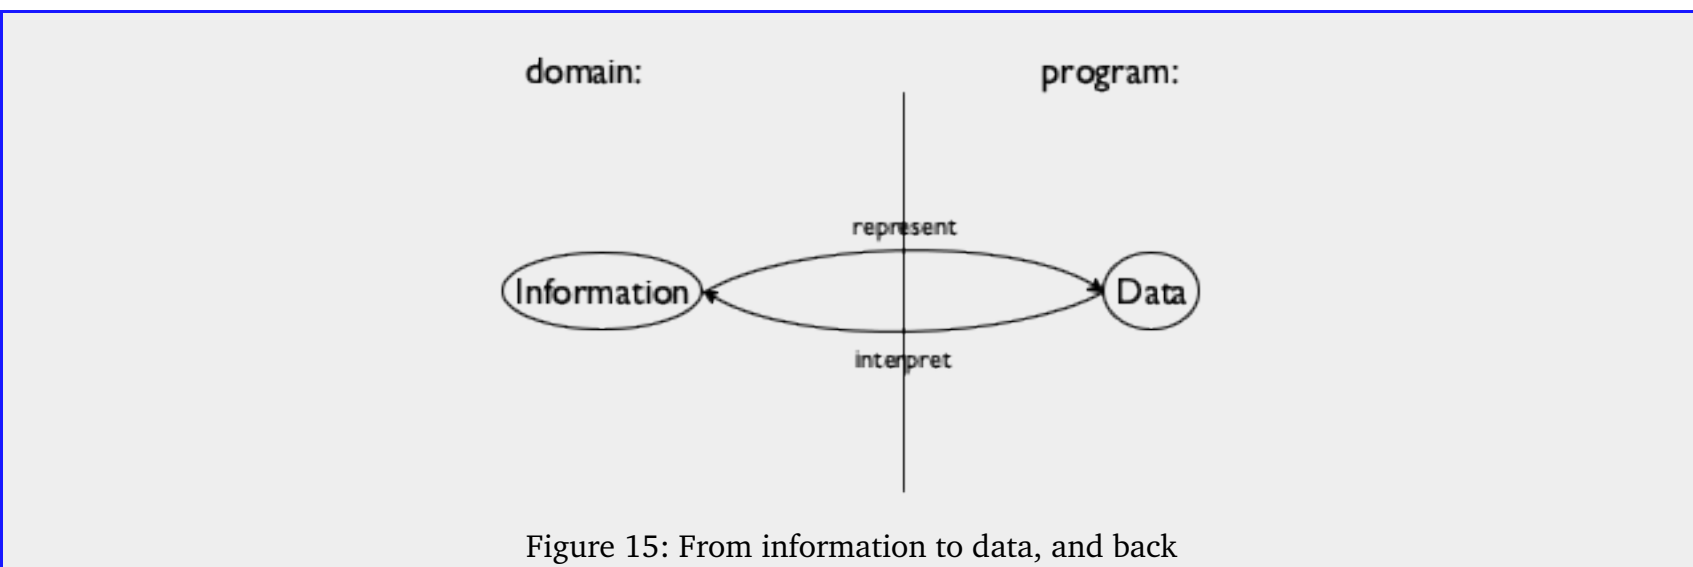 domain:
program:
represent
Information
Data
interpret
Figure 15: From information to data, and back